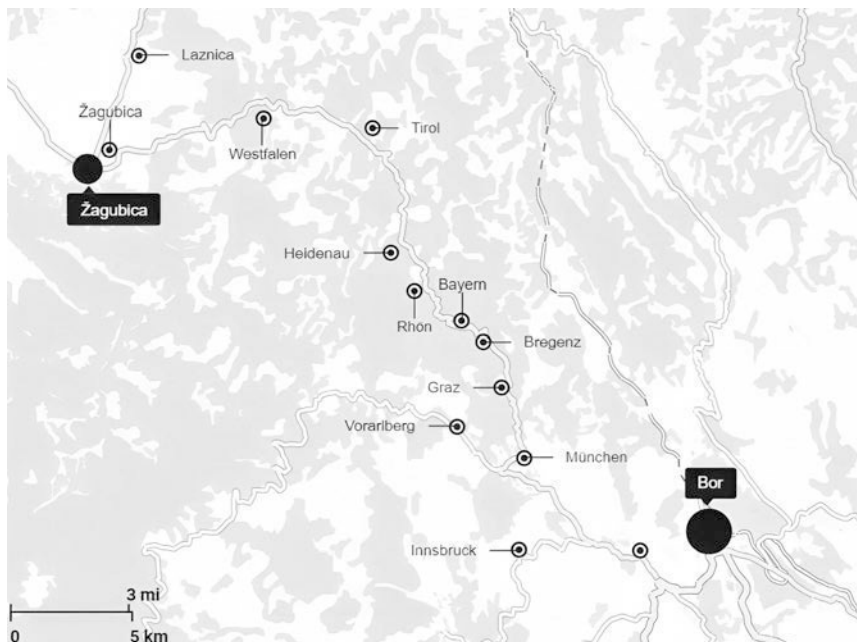 Laznica
Žagubica
Westfalen
Tirol
Žagubica
Heidenau
Bayern
Rhön
Bregenz
Graz
Vorarlberg
München
Bor
Innsbruck
3 mi
0
5 km